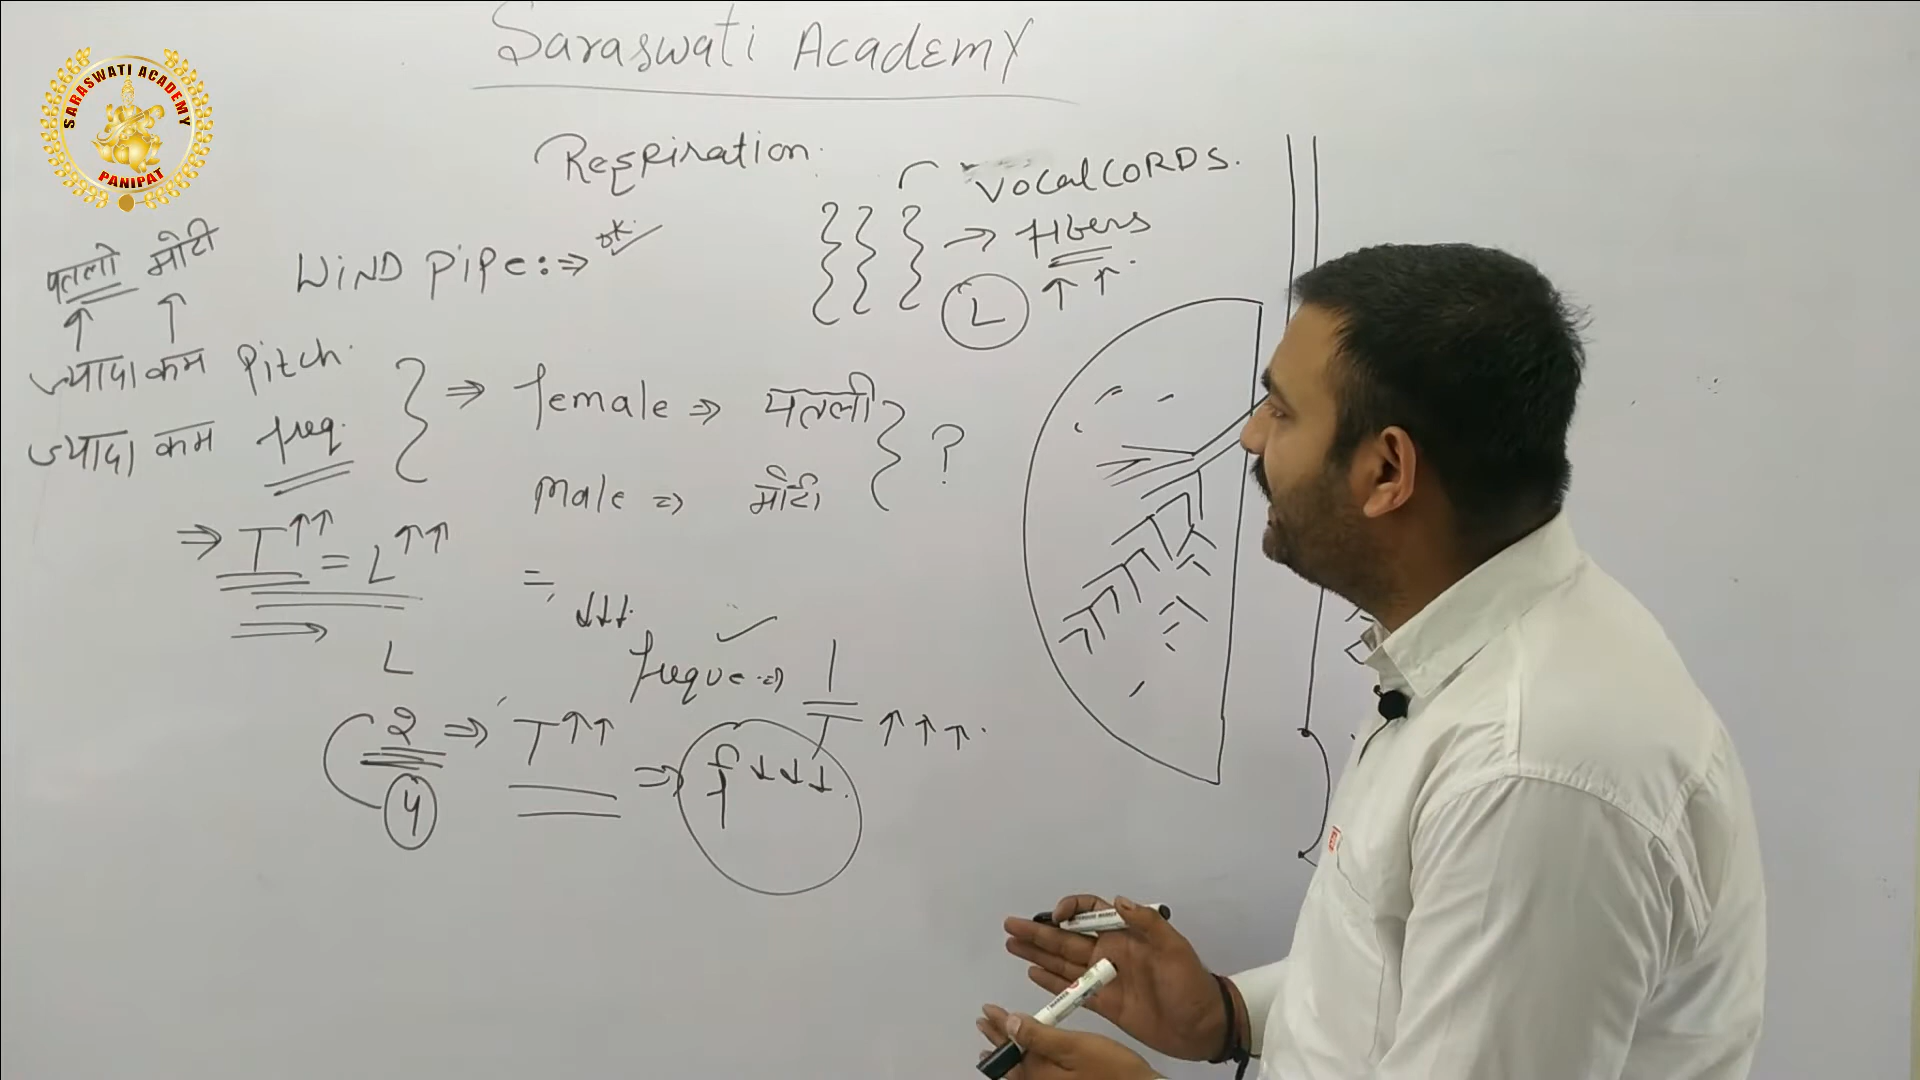 Saraswati Academy
SARASWATI ACADEMY
PANIPAT
Respiration
Vocal CORDS.
fibers
L ↑ ↑
WIND PIPE :⇒ ok.
पतली मोटी
↑ ↑
ज्यादा कम Pitch
ज्यादा कम freq.
⇒ female ⇒ पतली
male ⇒ मोटी
?
⇒ T↑↑ = L↑↑
L
=, ↓↓↓
freque ⇒ 1
T ↑↑↑
2 ⇒ T↑↑ ⇒ f↓↓↓
4